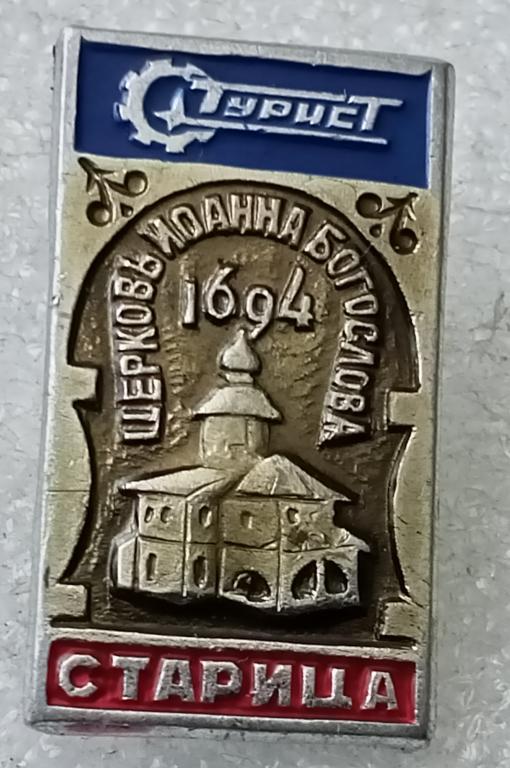 Турист
ЦЕРКОВЬ ИОАННА БОГОСЛОВА
1694
СТАРИЦА